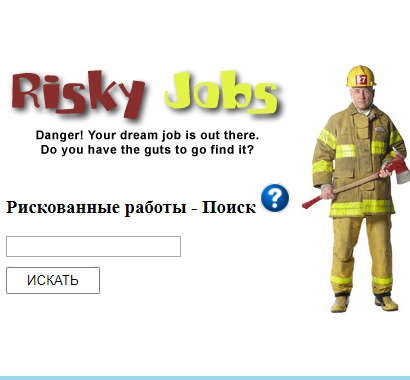 Risky Jobs
Danger! Your dream job is out there.
Do you have the guts to go find it?
Рискованные работы - Поиск ?
ИСКАТЬ
27